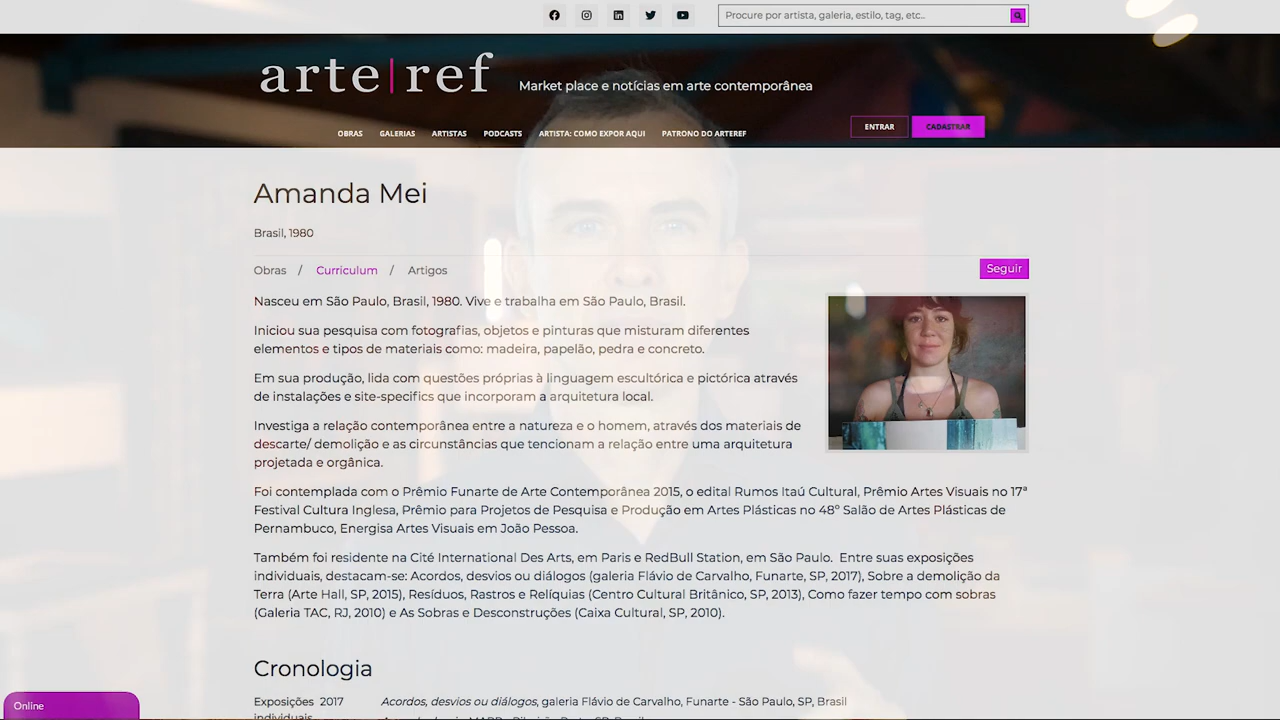 Procure por artista, galeria, estilo, tag, etc..
arte|ref
Market place e notícias em arte contemporânea
OBRAS GALERIAS ARTISTAS PODCASTS ARTISTA: COMO EXPOR AQUI PATRONO DO ARTEREF
ENTRAR CADASTRAR
Amanda Mei
Brasil, 1980
Obras / Curriculum / Artigos
Seguir
Nasceu em São Paulo, Brasil, 1980. Vive e trabalha em São Paulo, Brasil.
Iniciou sua pesquisa com fotografias, objetos e pinturas que misturam diferentes
elementos e tipos de materiais como: madeira, papelão, pedra e concreto.
Em sua produção, lida com questões próprias à linguagem escultórica e pictórica através
de instalações e site-specifics que incorporam a arquitetura local.
Investiga a relação contemporânea entre a natureza e o homem, através dos materiais de
descarte/ demolição e as circunstâncias que tencionam a relação entre uma arquitetura
projetada e orgânica.
Foi contemplada com o Prêmio Funarte de Arte Contemporânea 2015, o edital Rumos Itaú Cultural, Prêmio Artes Visuais no 17ª
Festival Cultura Inglesa, Prêmio para Projetos de Pesquisa e Produção em Artes Plásticas no 48º Salão de Artes Plásticas de
Pernambuco, Energisa Artes Visuais em João Pessoa.
Também foi residente na Cité International Des Arts, em Paris e RedBull Station, em São Paulo. Entre suas exposições
individuais, destacam-se: Acordos, desvios ou diálogos (galeria Flávio de Carvalho, Funarte, SP, 2017), Sobre a demolição da
Terra (Arte Hall, SP, 2015), Resíduos, Rastros e Relíquias (Centro Cultural Britânico, SP, 2013), Como fazer tempo com sobras
(Galeria TAC, RJ, 2010) e As Sobras e Desconstruções (Caixa Cultural, SP, 2010).
Cronologia
Exposições 2017 Acordos, desvios ou diálogos, galeria Flávio de Carvalho, Funarte - São Paulo, SP, Brasil
individuais
Online